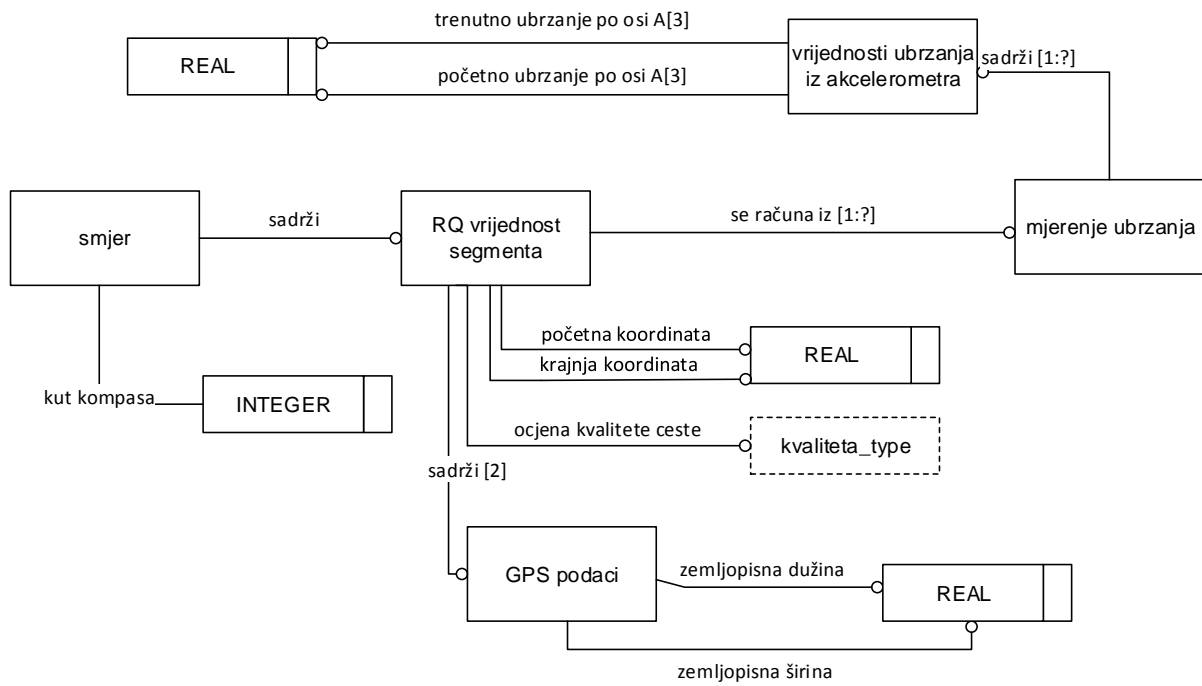 trenutno ubrzanje po osi A[3]
REAL
početno ubrzanje po osi A[3]
vrijednosti ubrzanja
iz akcelerometra
sadrži [1:?]
smjer
sadrži
RQ vrijednost
segmenta
se računa iz [1:?]
mjerenje ubrzanja
početna koordinata
krajnja koordinata
REAL
kut kompasa
INTEGER
ocjena kvalitete ceste
kvaliteta_type
sadrži [2]
GPS podaci
zemljopisna dužina
REAL
zemljopisna širina